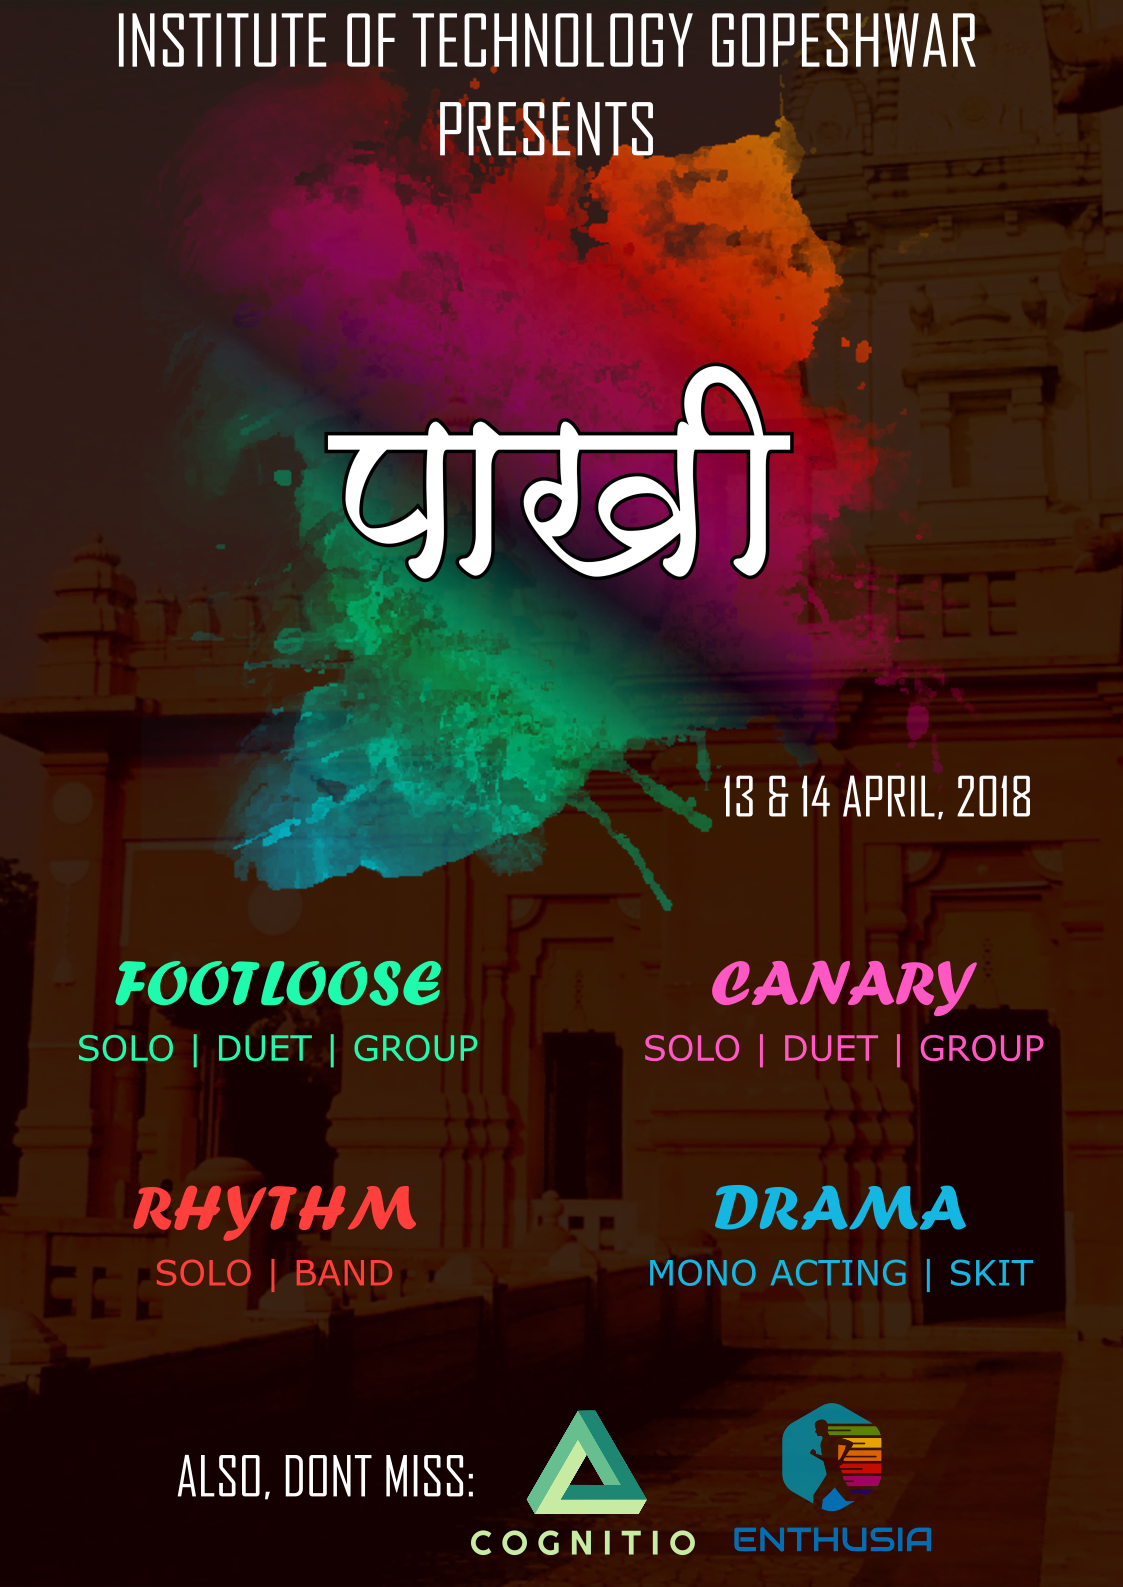 INSTITUTE OF TECHNOLOGY GOPESHWAR
PRESENTS
पाखी
13 & 14 APRIL, 2018
FOOTLOOSE
SOLO | DUET | GROUP
CANARY
SOLO | DUET | GROUP
RHYTHM
SOLO | BAND
DRAMA
MONO ACTING | SKIT
ALSO, DONT MISS:
COGNITIO
ENTHUSIA